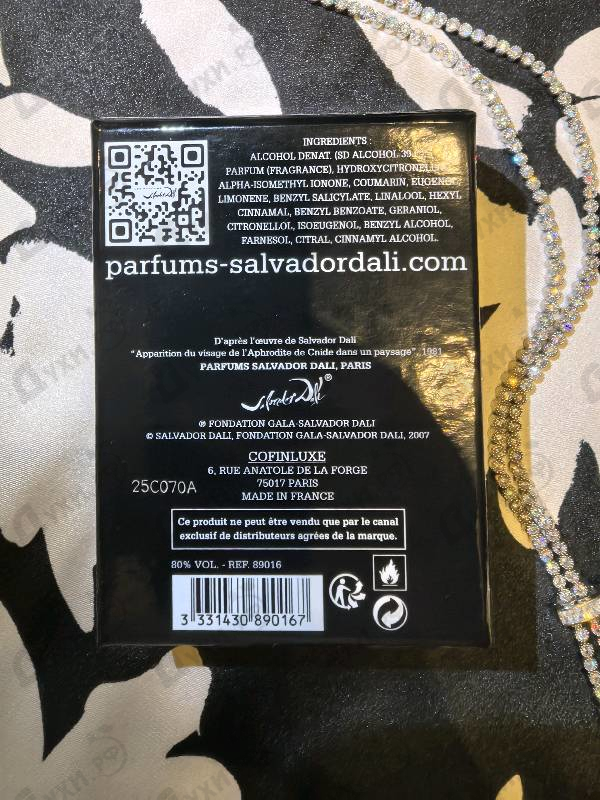 INGREDIENTS :
ALCOHOL DENAT. (SD ALCOHOL 39
PARFUM (FRAGRANCE), HYDROXYCITRONELL
ALPHA-ISOMETHYL IONONE, COUMARIN, EUGENOL,
LIMONENE, BENZYL SALICYLATE, LINALOOL, HEXYL
CINNAMAL, BENZYL BENZOATE, GERANIOL,
CITRONELLOL, ISOEUGENOL, BENZYL ALCOHOL,
FARNESOL, CITRAL, CINNAMYL ALCOHOL.
parfums-salvadordali.com
D'après l'œuvre de Salvador Dali
"Apparition du visage de l'Aphrodite de Cnide dans un paysage", 1981
PARFUMS SALVADOR DALI, PARIS
Salvador Dali ®
® FONDATION GALA-SALVADOR DALI
© SALVADOR DALI, FONDATION GALA-SALVADOR DALI, 2007
COFINLUXE
6, RUE ANATOLE DE LA FORGE
75017 PARIS
MADE IN FRANCE
25C070A
Ce produit ne peut être vendu que par le canal
exclusif de distributeurs agréées de la marque.
80% VOL. - REF. 89016
3 331430 890167